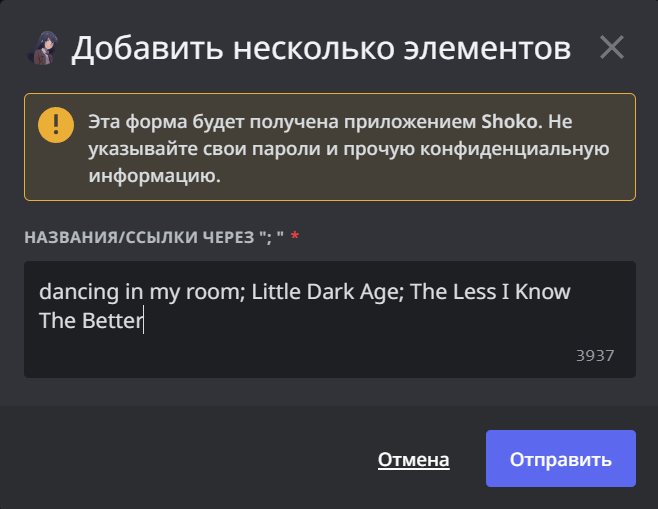 Добавить несколько элементов
Эта форма будет получена приложением Shoko. Не
указывайте свои пароли и прочую конфиденциальную
информацию.
НАЗВАНИЯ/ССЫЛКИ ЧЕРЕЗ "; " *
dancing in my room; Little Dark Age; The Less I Know
The Better
3937
Отмена
Отправить